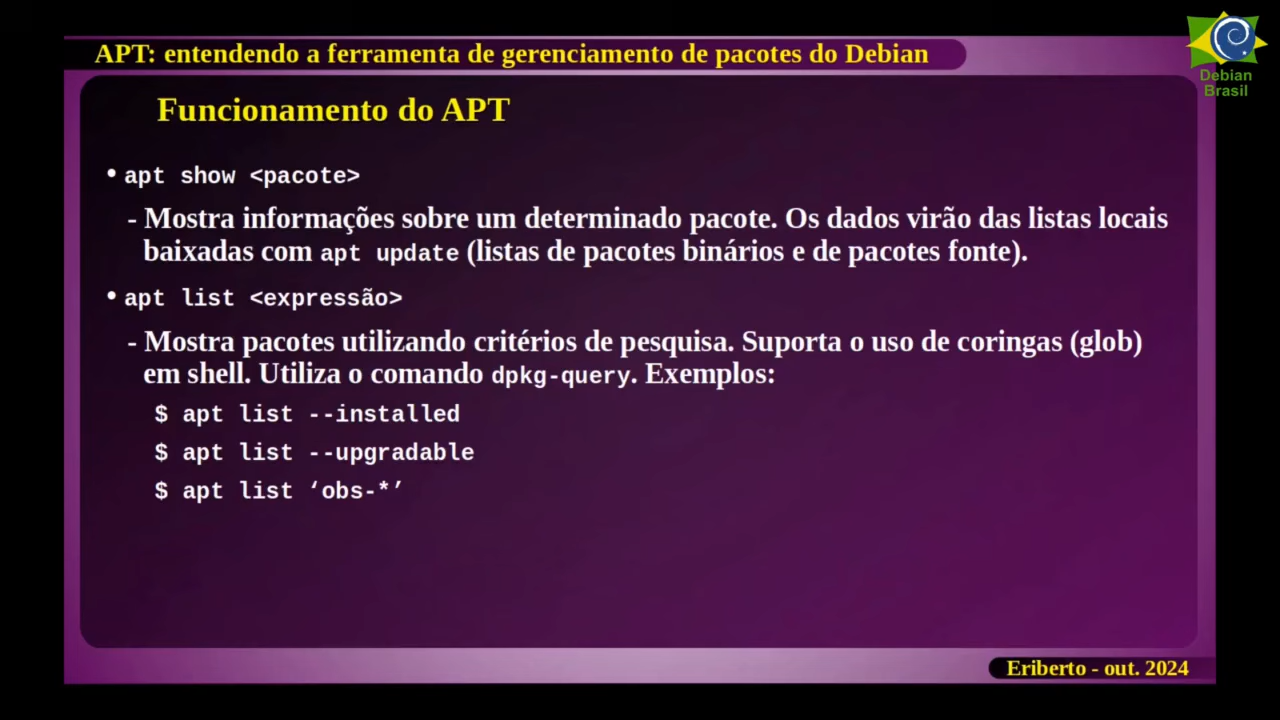 APT: entendendo a ferramenta de gerenciamento de pacotes do Debian
Debian
Brasil
Funcionamento do APT
• apt show <pacote>
- Mostra informações sobre um determinado pacote. Os dados virão das listas locais
baixadas com apt update (listas de pacotes binários e de pacotes fonte).
• apt list <expressão>
- Mostra pacotes utilizando critérios de pesquisa. Suporta o uso de coringas (glob)
em shell. Utiliza o comando dpkg-query. Exemplos:
$ apt list --installed
$ apt list --upgradable
$ apt list ‘obs-*’
Eriberto - out. 2024